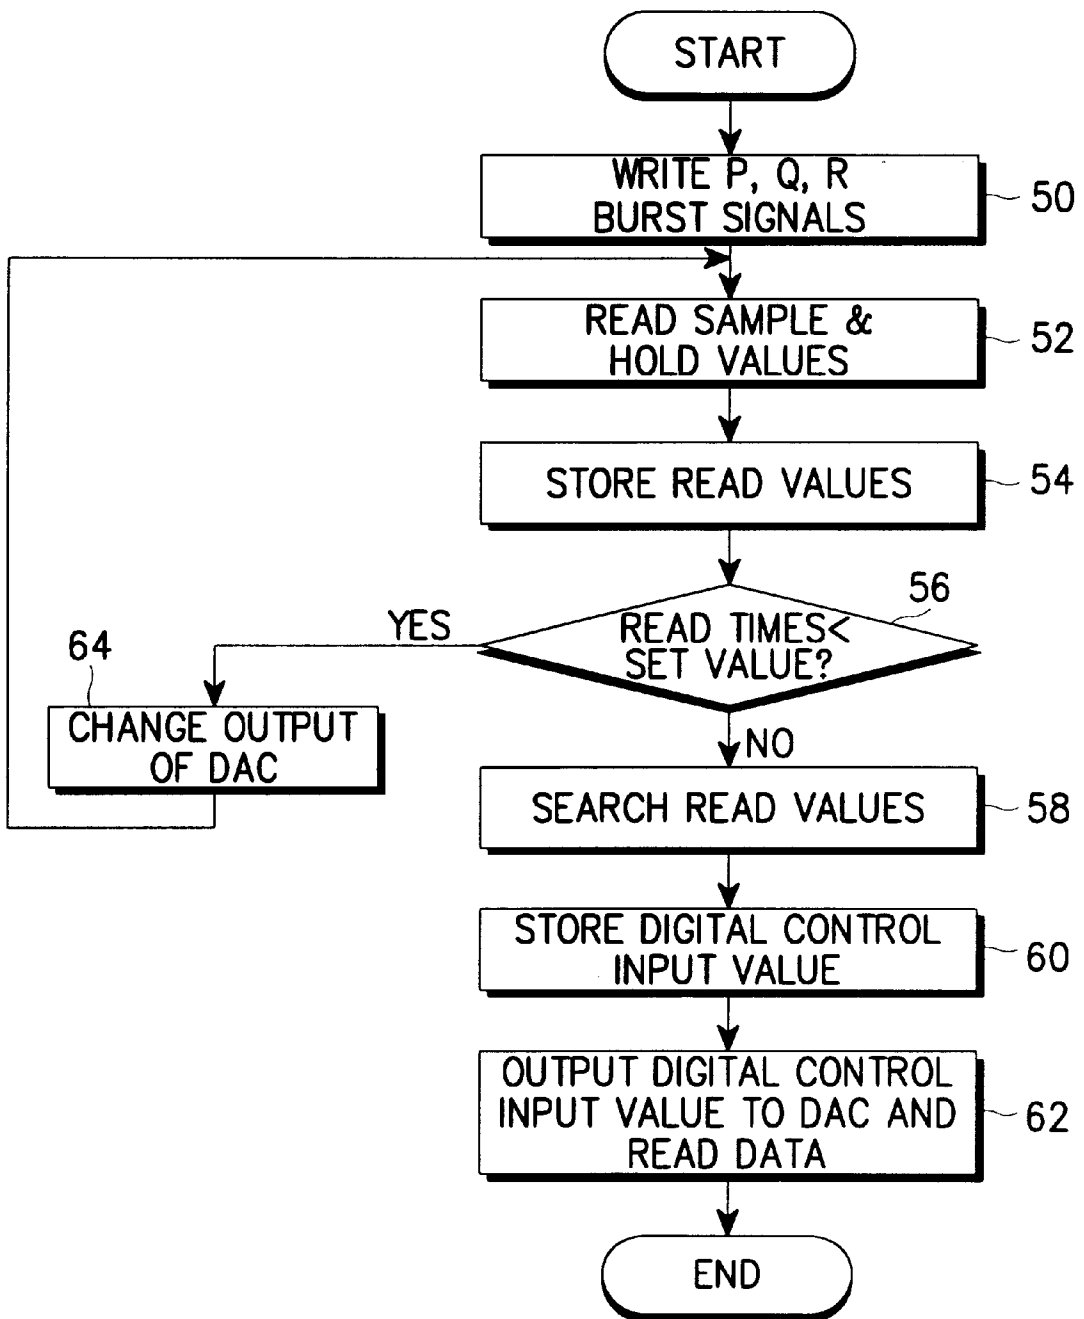 START
WRITE P, Q, R
BURST SIGNALS
50
READ SAMPLE &
HOLD VALUES
52
STORE READ VALUES
54
56
READ TIMES<
SET VALUE?
YES
64
CHANGE OUTPUT
OF DAC
NO
SEARCH READ VALUES
58
STORE DIGITAL CONTROL
INPUT VALUE
60
OUTPUT DIGITAL CONTROL
INPUT VALUE TO DAC AND
READ DATA
62
END